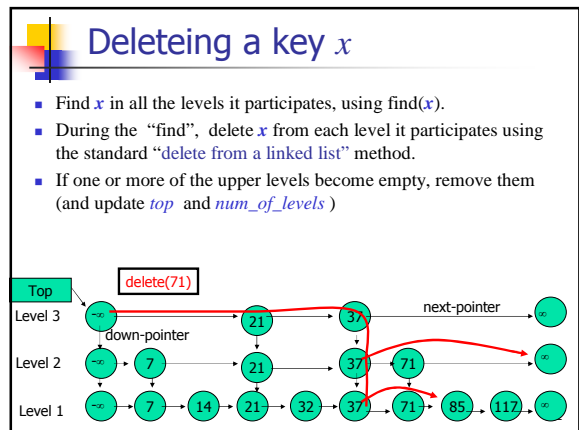 Deleteing a key x
Find x in all the levels it participates, using find(x).
During the “find”, delete x from each level it participates using
the standard “delete from a linked list” method.
If one or more of the upper levels become empty, remove them
(and update top and num_of_levels )
delete(71)
Top
Level 3 -∞ 21 37 next-pointer ∞
down-pointer
Level 2 -∞ 7 21 37 71 ∞
Level 1 -∞ 7 14 21 32 37 71 85 117 ∞